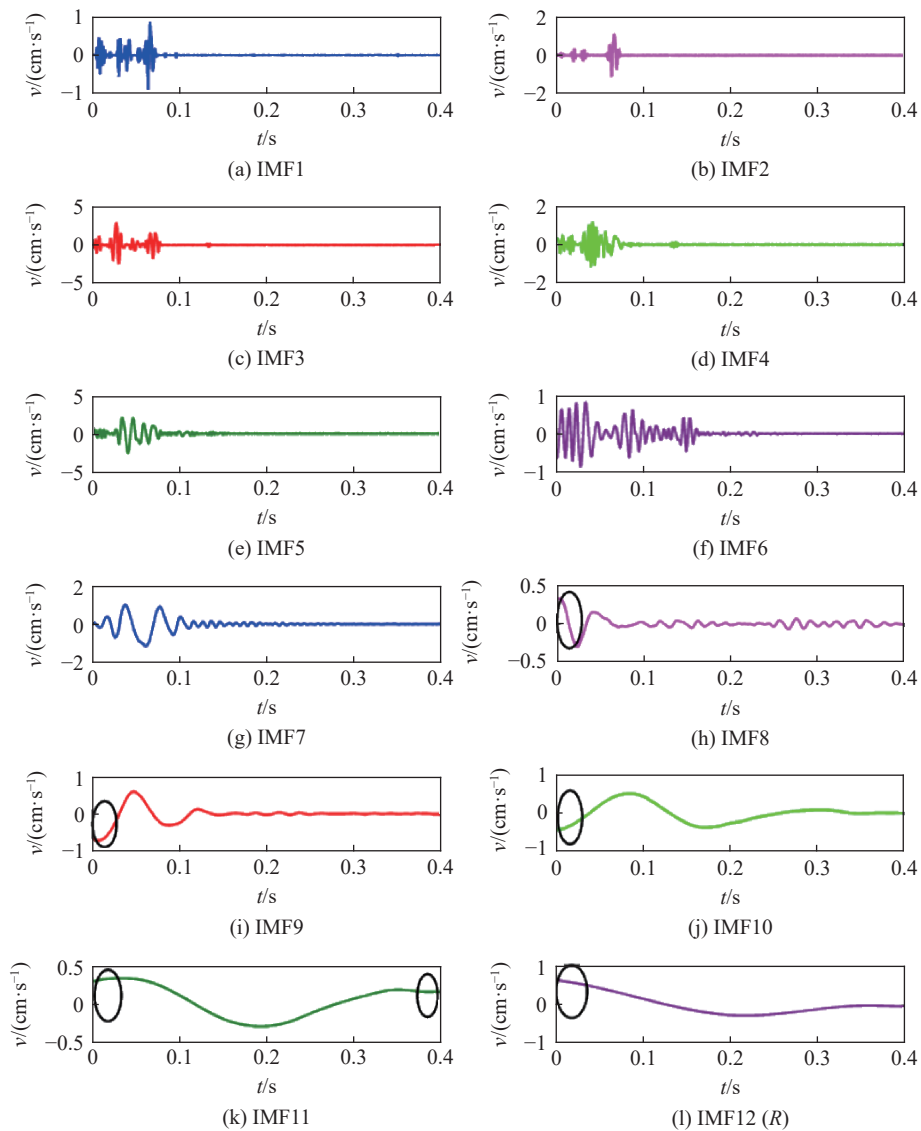 1
0
−1
0
0.1
0.2
0.3
0.4
v/(cm·s⁻¹)
t/s
(a) IMF1
2
0
−2
0
0.1
0.2
0.3
0.4
v/(cm·s⁻¹)
t/s
(b) IMF2
5
0
−5
0
0.1
0.2
0.3
0.4
v/(cm·s⁻¹)
t/s
(c) IMF3
2
0
−2
0
0.1
0.2
0.3
0.4
v/(cm·s⁻¹)
t/s
(d) IMF4
5
0
−5
0
0.1
0.2
0.3
0.4
v/(cm·s⁻¹)
t/s
(e) IMF5
1
0
−1
0
0.1
0.2
0.3
0.4
v/(cm·s⁻¹)
t/s
(f) IMF6
2
0
−2
0
0.1
0.2
0.3
0.4
v/(cm·s⁻¹)
t/s
(g) IMF7
0.5
0
−0.5
0
0.1
0.2
0.3
0.4
v/(cm·s⁻¹)
t/s
(h) IMF8
1
0
−1
0
0.1
0.2
0.3
0.4
v/(cm·s⁻¹)
t/s
(i) IMF9
1
0
−1
0
0.1
0.2
0.3
0.4
v/(cm·s⁻¹)
t/s
(j) IMF10
0.5
0
−0.5
0
0.1
0.2
0.3
0.4
v/(cm·s⁻¹)
t/s
(k) IMF11
1
0
−1
0
0.1
0.2
0.3
0.4
v/(cm·s⁻¹)
t/s
(l) IMF12 (R)